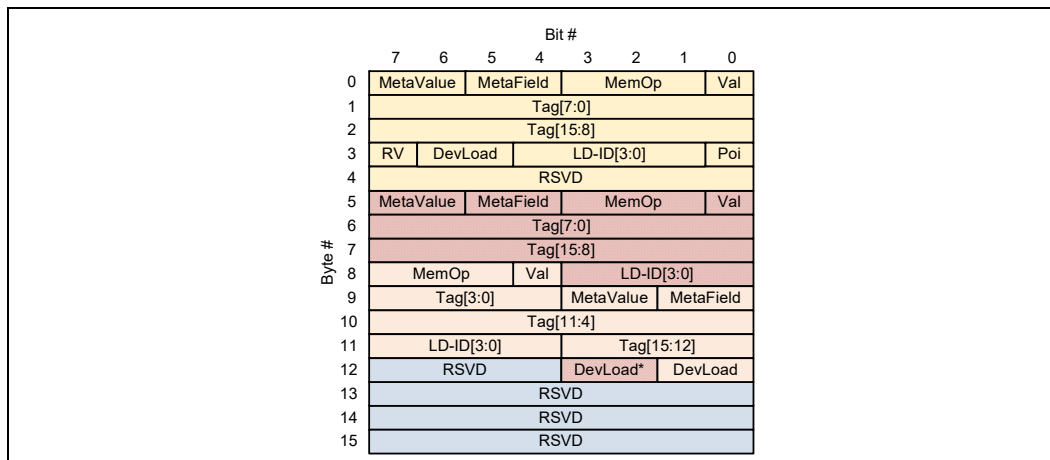 Bit #
7 6 5 4 3 2 1 0
0 MetaValue MetaField MemOp Val
1 Tag[7:0]
2 Tag[15:8]
3 RV DevLoad LD-ID[3:0] Poi
4 RSVD
5 MetaValue MetaField MemOp Val
6 Tag[7:0]
7 Tag[15:8]
Byte #
8 MemOp Val LD-ID[3:0]
9 Tag[3:0] MetaValue MetaField
10 Tag[11:4]
11 LD-ID[3:0] Tag[15:12]
12 RSVD DevLoad* DevLoad
13 RSVD
14 RSVD
15 RSVD